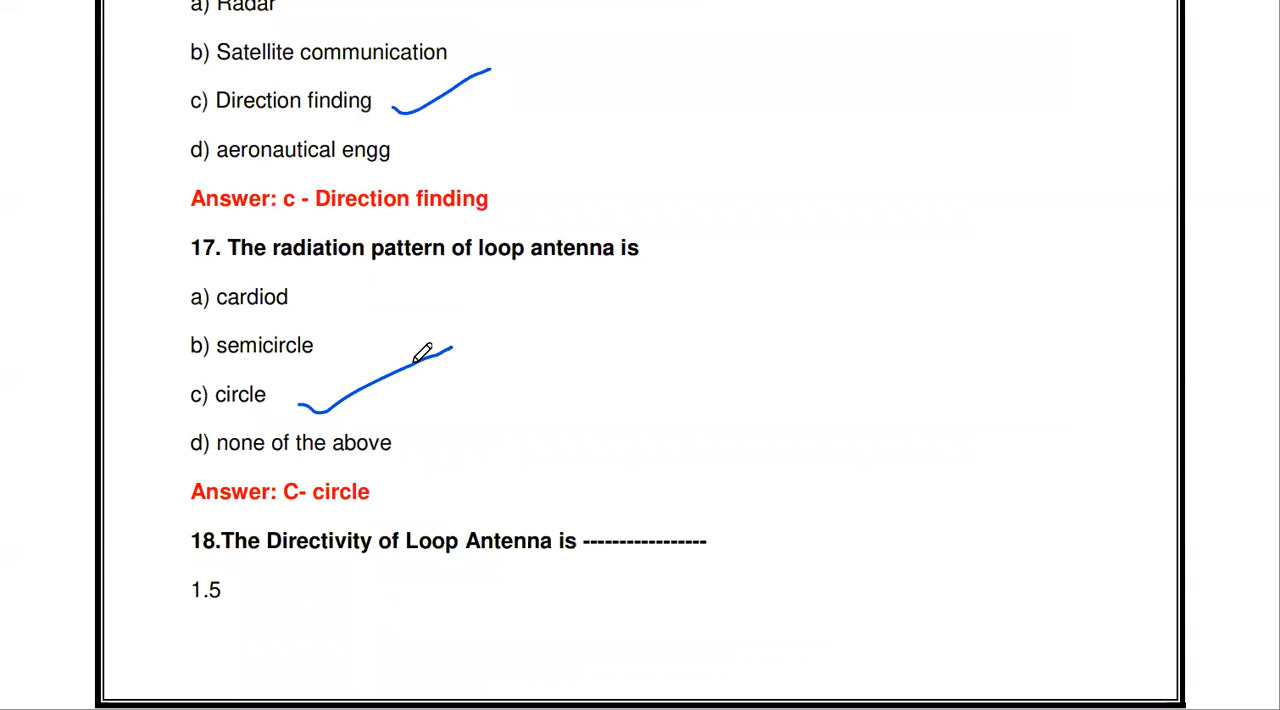 a) Radar
b) Satellite communication
c) Direction finding
d) aeronautical engg
Answer: c - Direction finding
17. The radiation pattern of loop antenna is
a) cardiod
b) semicircle
c) circle
d) none of the above
Answer: C- circle
18.The Directivity of Loop Antenna is -----------------
1.5